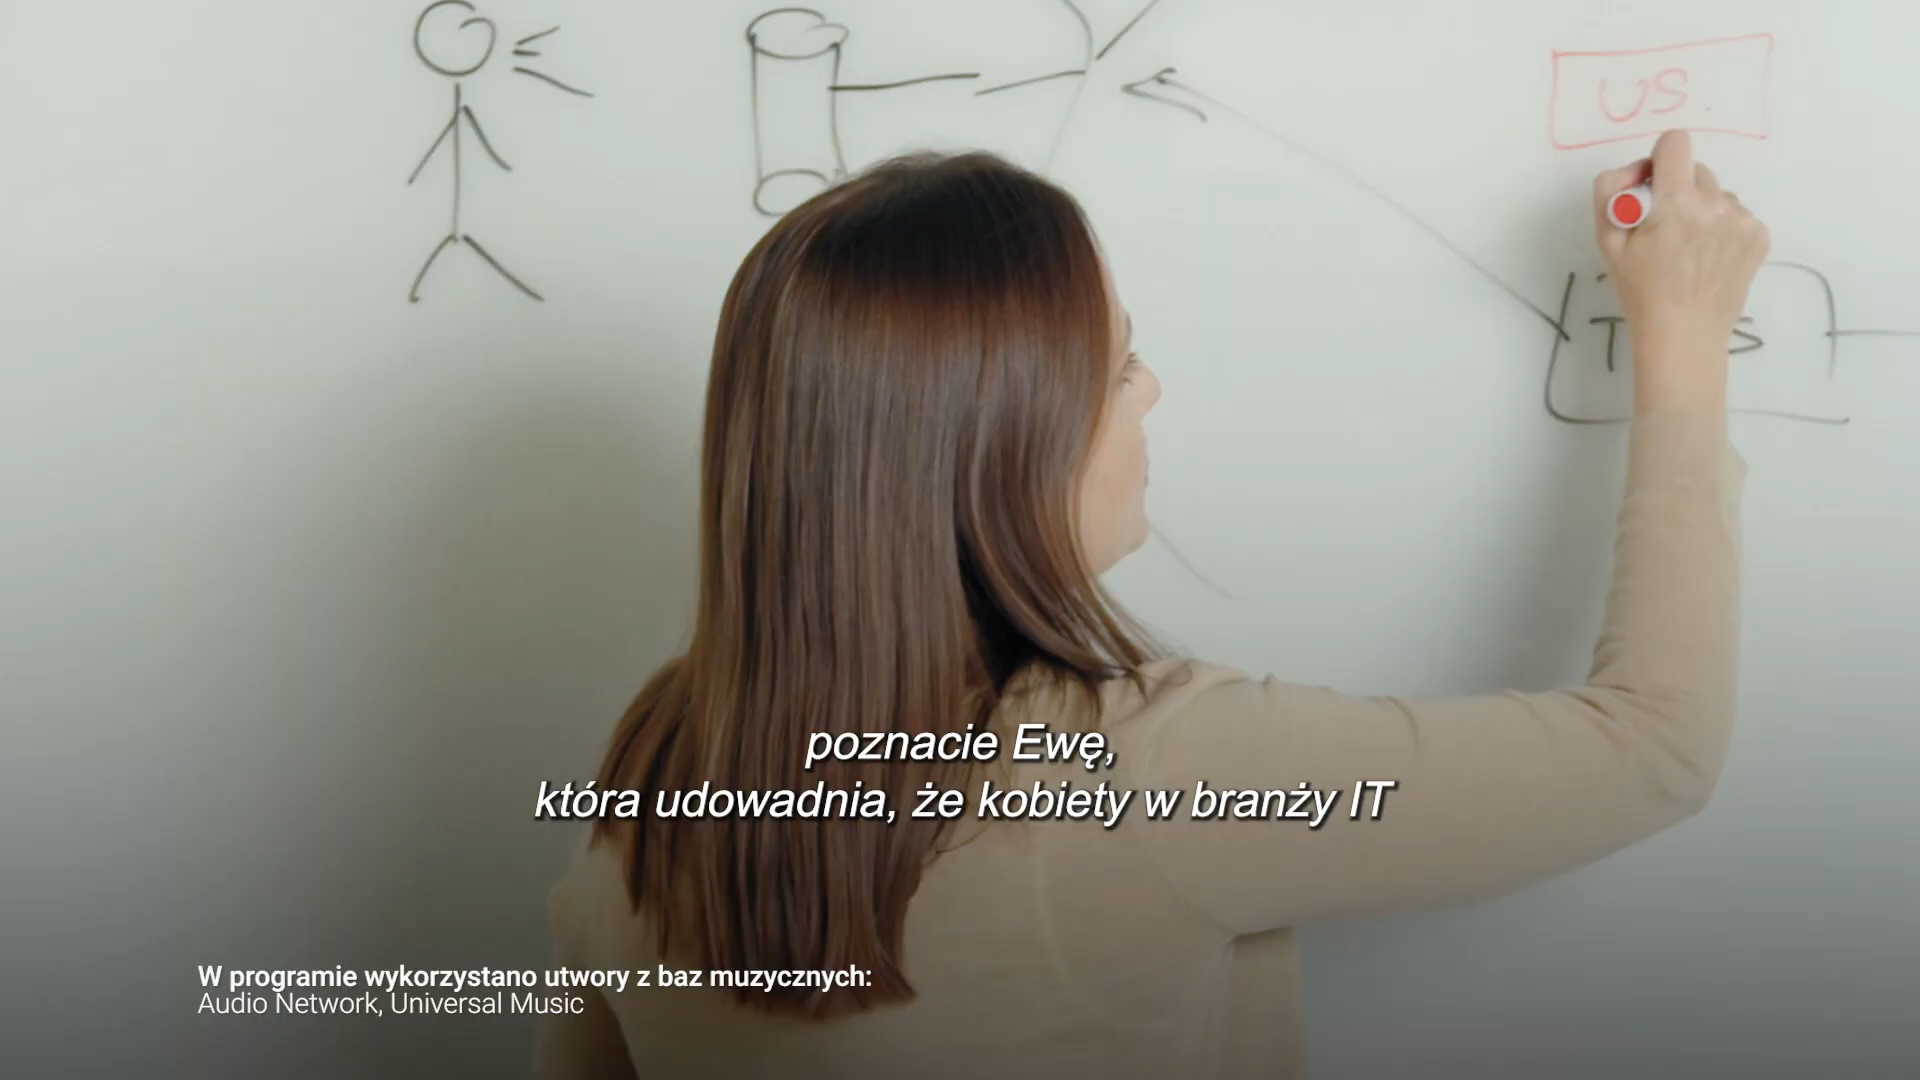 US
poznacie Ewę,
która udowadnia, że kobiety w branży IT
W programie wykorzystano utwory z baz muzycznych:
Audio Network, Universal Music